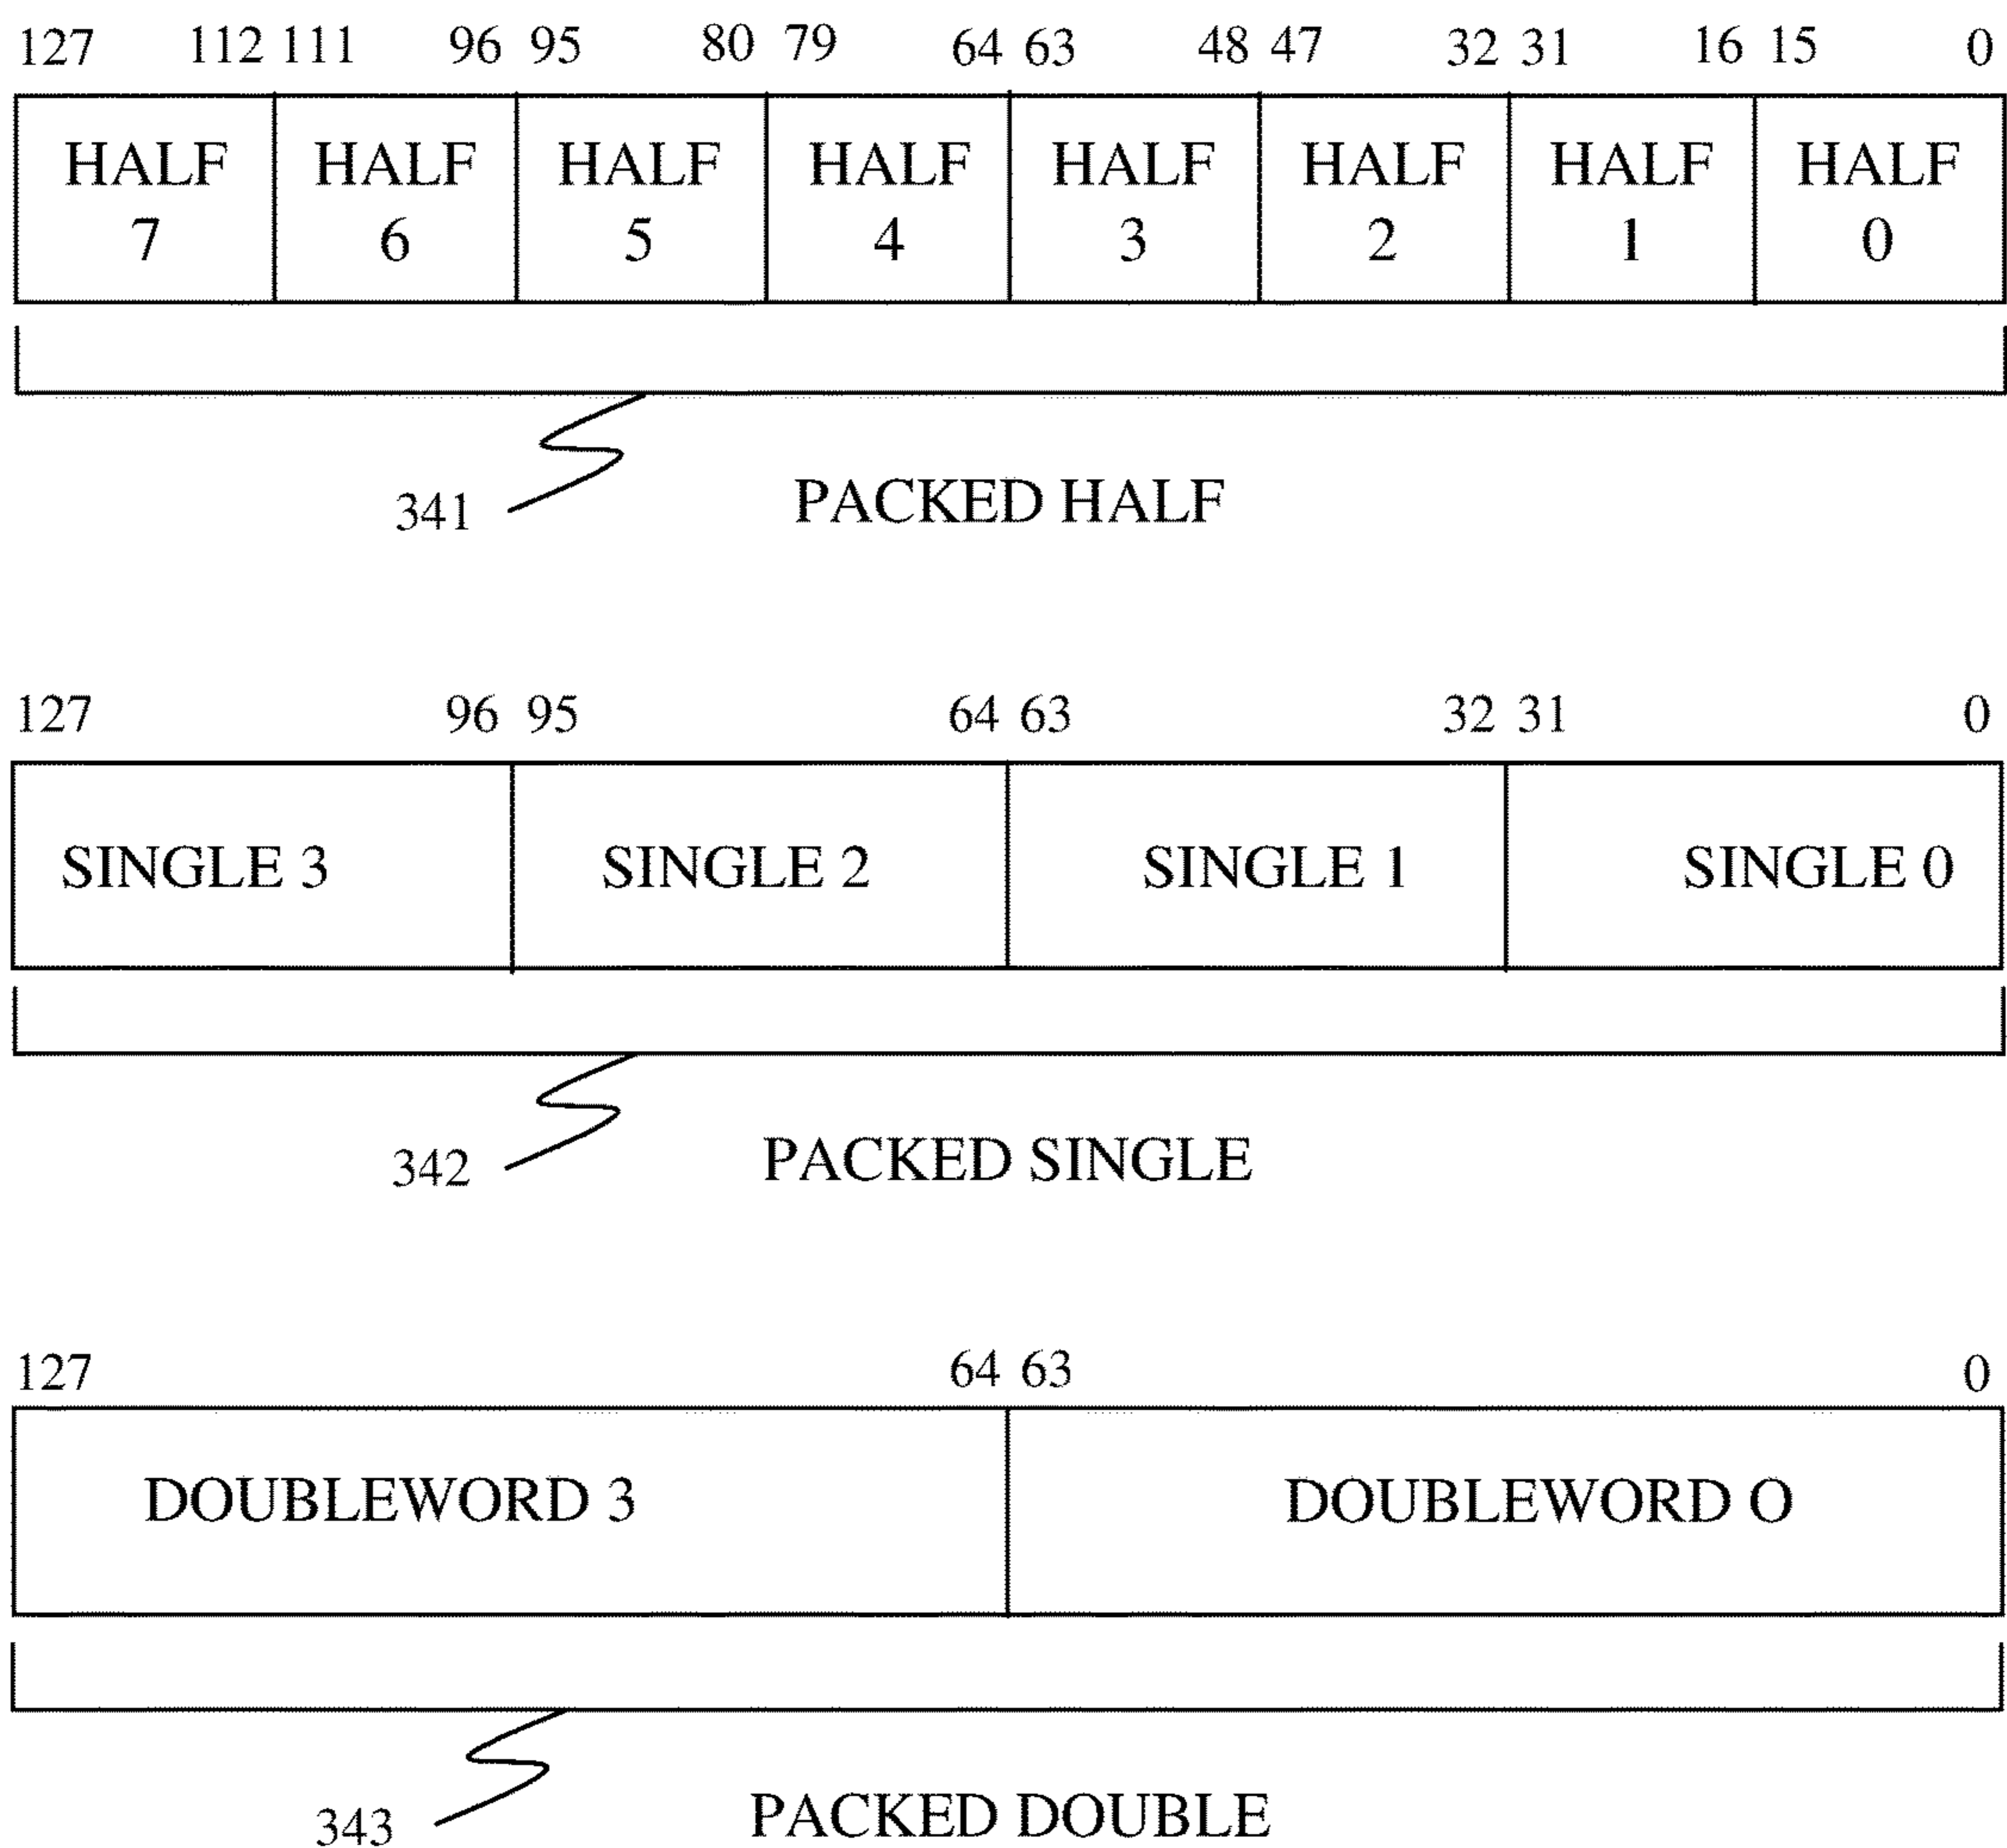 127 112 111 96 95 80 79 64 63 48 47 32 31 16 15 0
HALF HALF HALF HALF HALF HALF HALF HALF
7 6 5 4 3 2 1 0
341 PACKED HALF
127 96 95 64 63 32 31 0
SINGLE 3 SINGLE 2 SINGLE 1 SINGLE 0
342 PACKED SINGLE
127 64 63 0
DOUBLEWORD 3 DOUBLEWORD O
343 PACKED DOUBLE